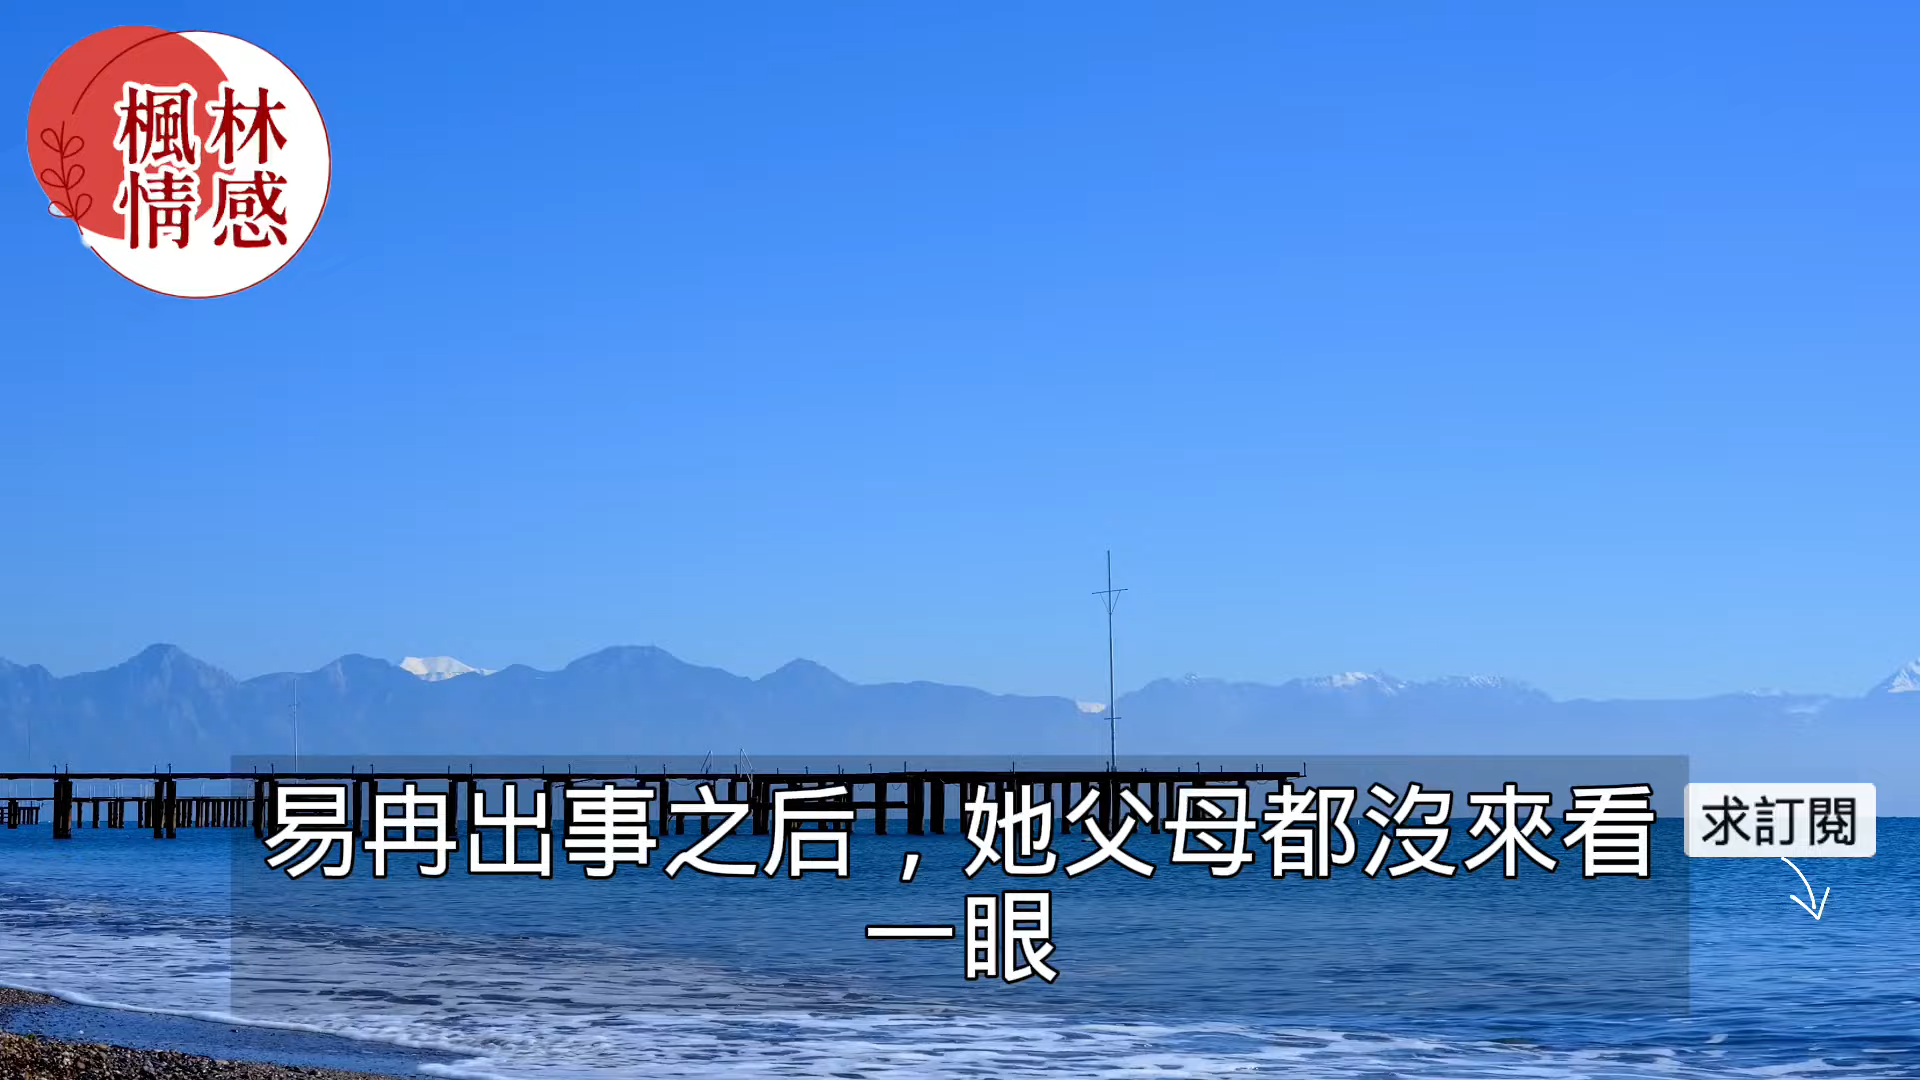 楓林
情感
易冉出事之后，她父母都沒來看
一眼
求訂閱